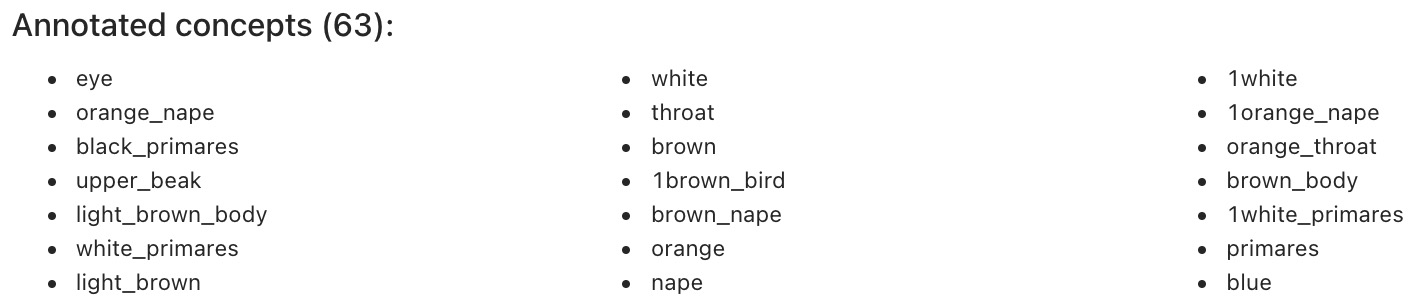 Annotated concepts (63):
• eye
• orange_nape
• black_primares
• upper_beak
• light_brown_body
• white_primares
• light_brown
• white
• throat
• brown
• 1brown_bird
• brown_nape
• orange
• nape
• 1white
• 1orange_nape
• orange_throat
• brown_body
• 1white_primares
• primares
• blue